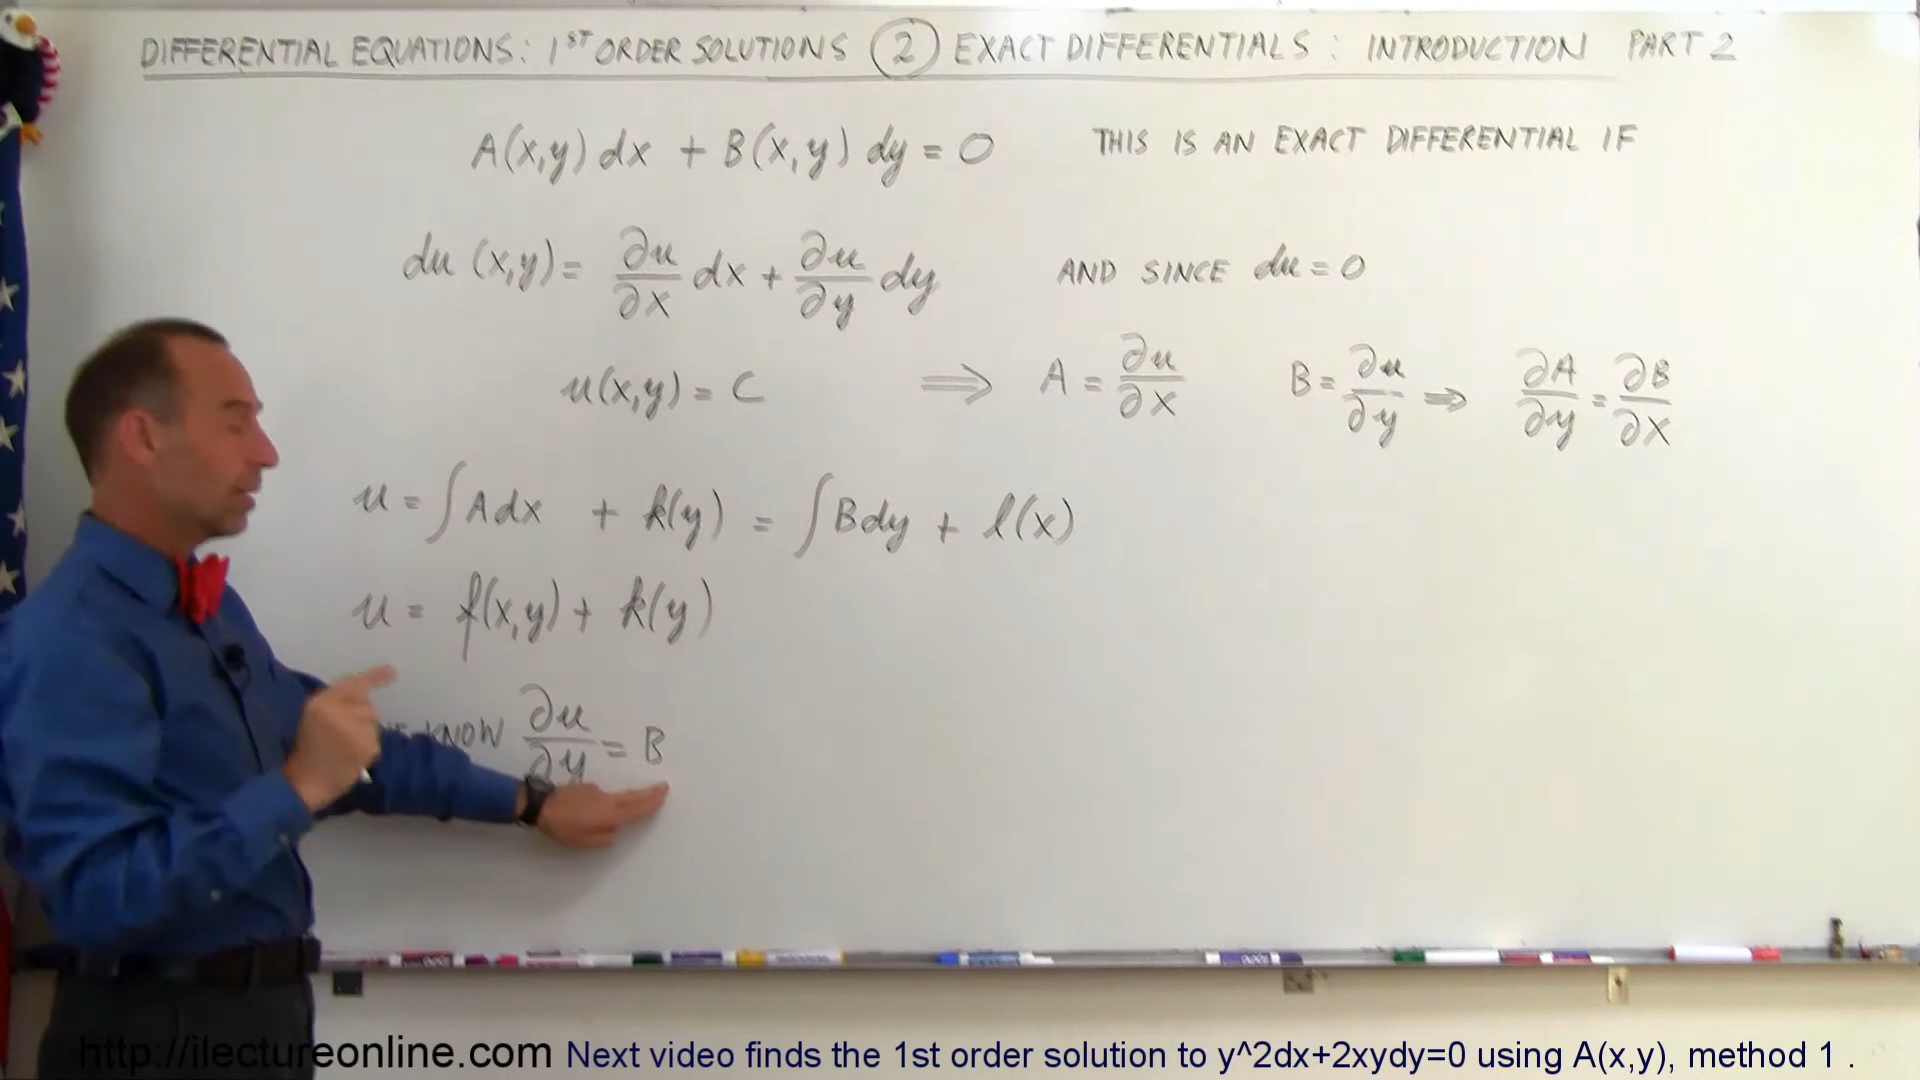 DIFFERENTIAL EQUATIONS: 1ST ORDER SOLUTIONS (2) EXACT DIFFERENTIALS: INTRODUCTION PART 2
A(x,y) dx + B(x,y) dy = 0 THIS IS AN EXACT DIFFERENTIAL IF
du (x,y) = ∂u/∂x dx + ∂u/∂y dy AND SINCE du = 0
u(x,y) = C ⟹ A = ∂u/∂x B = ∂u/∂y ⟹ ∂A/∂y = ∂B/∂x
u = ∫Adx + k(y) = ∫Bdy + l(x)
u = f(x,y) + k(y)
KNOW ∂u/∂y = B
http://ilectureonline.com Next video finds the 1st order solution to y^2dx+2xydy=0 using A(x,y), method 1 .